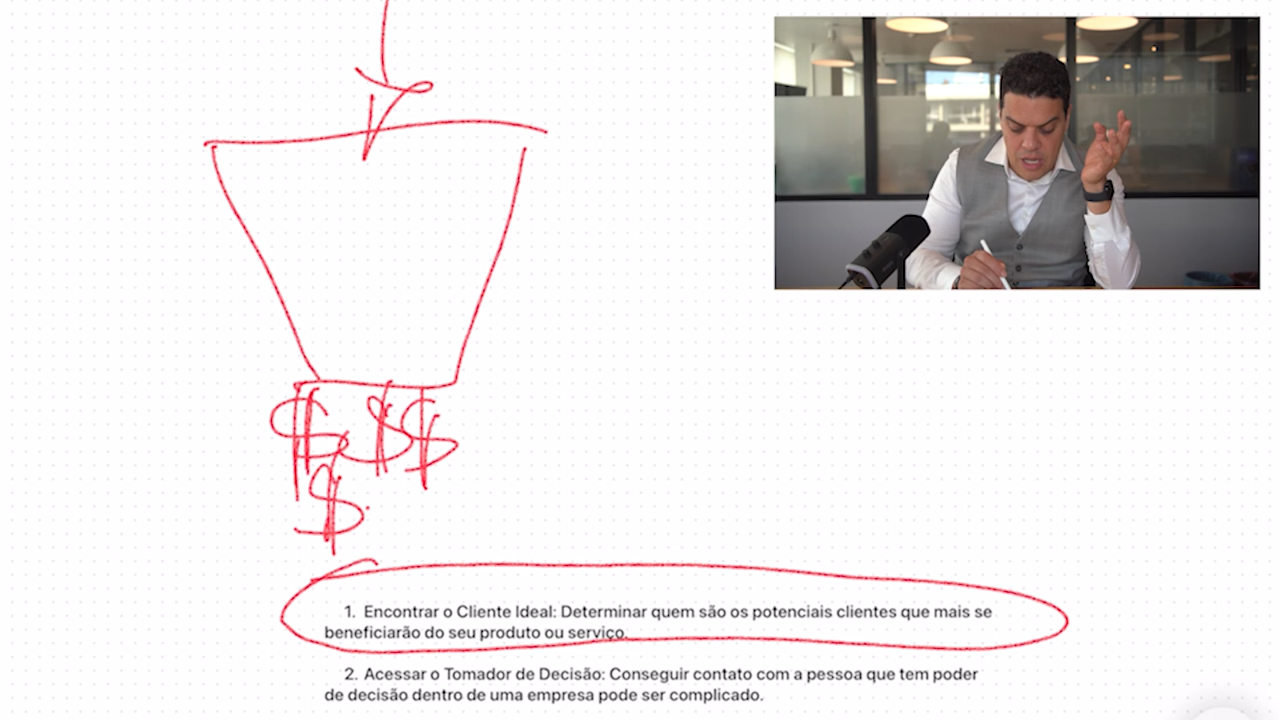 $ $ $
$
1. Encontrar o Cliente Ideal: Determinar quem são os potenciais clientes que mais se
beneficiarão do seu produto ou serviço.
2. Acessar o Tomador de Decisão: Conseguir contato com a pessoa que tem poder
de decisão dentro de uma empresa pode ser complicado.